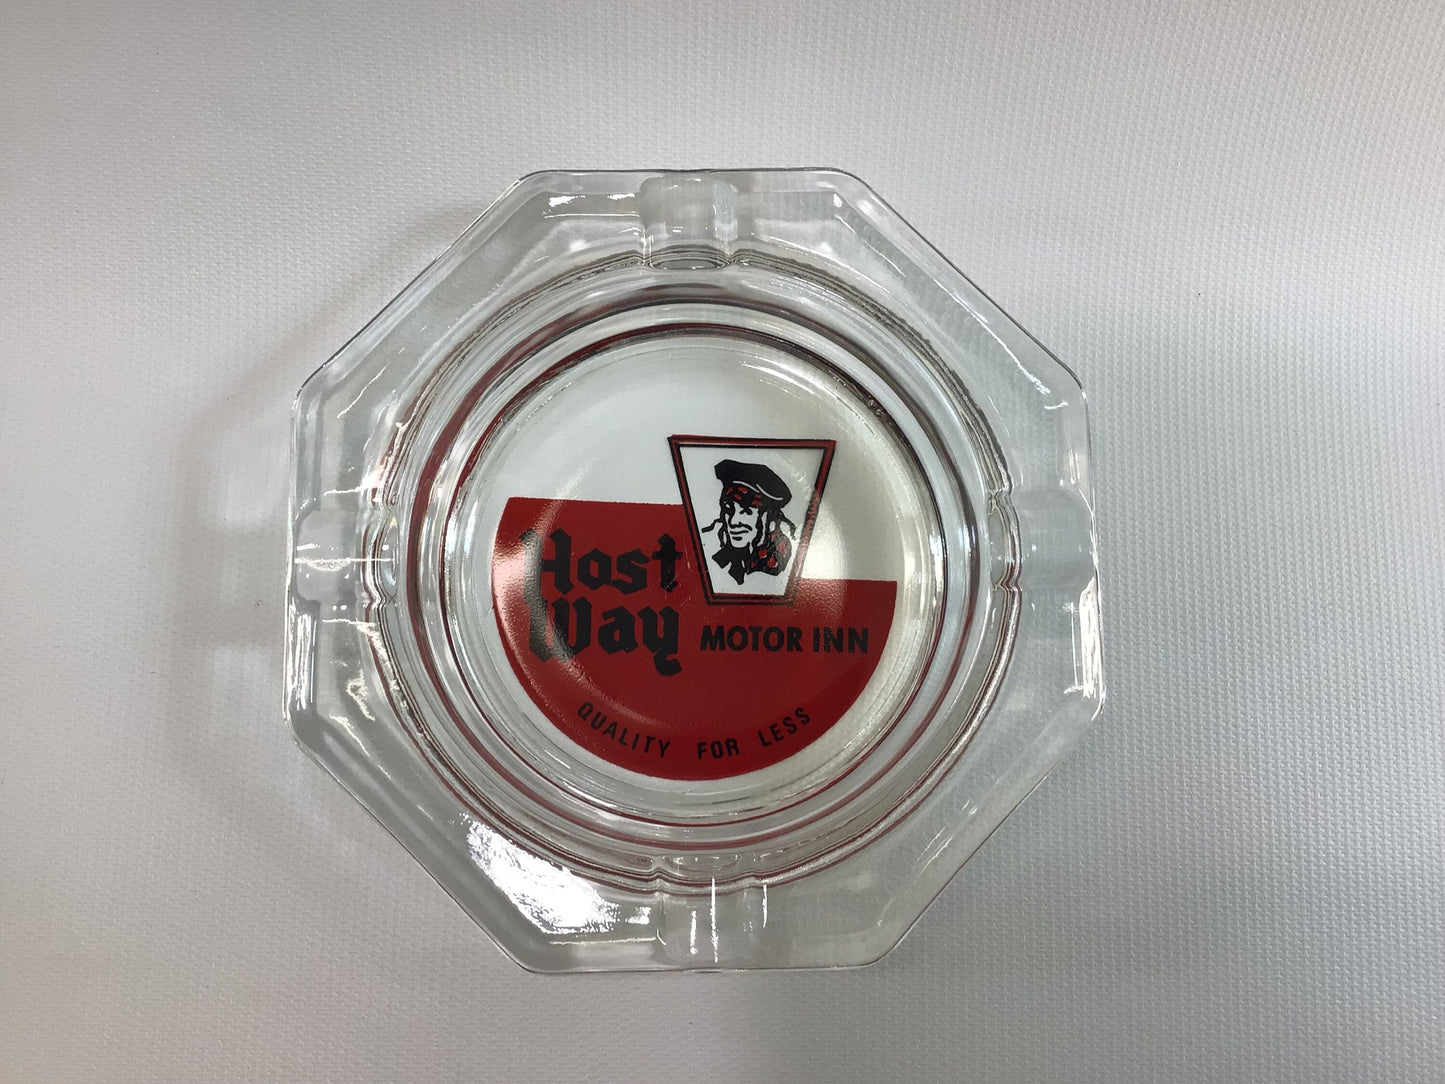 Host
Way
MOTOR INN
QUALITY FOR LESS